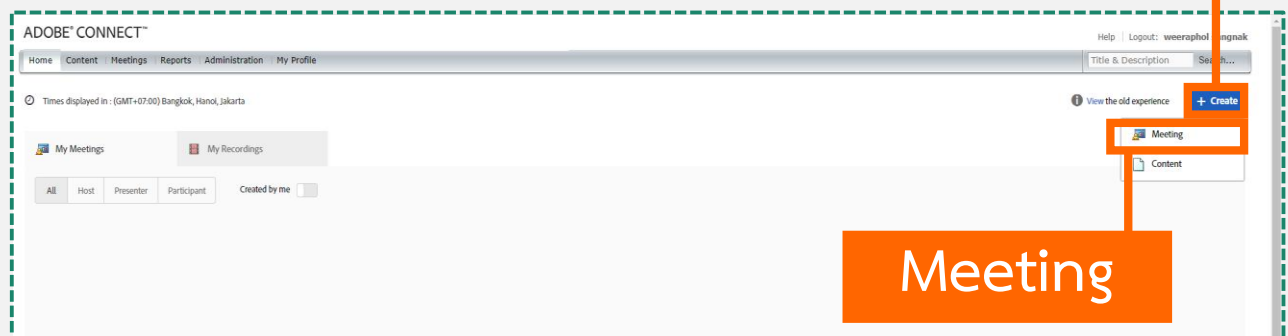 ADOBE® CONNECT™
Help | Logout: weeraphol
Home Content Meetings Reports Administration My Profile
Title & Description
Times displayed in : (GMT+07:00) Bangkok, Hanoi, Jakarta
View the old experience + Create
My Meetings My Recordings
Meeting
All Host Presenter Participant Created by me
Content
Meeting